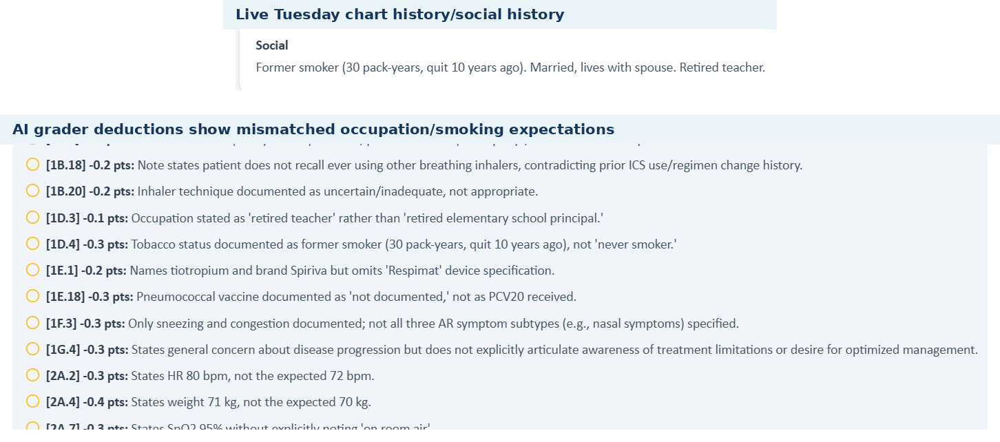 Live Tuesday chart history/social history
Social
Former smoker (30 pack-years, quit 10 years ago). Married, lives with spouse. Retired teacher.
AI grader deductions show mismatched occupation/smoking expectations
[1B.18] -0.2 pts: Note states patient does not recall ever using other breathing inhalers, contradicting prior ICS use/regimen change history.
[1B.20] -0.2 pts: Inhaler technique documented as uncertain/inadequate, not appropriate.
[1D.3] -0.1 pts: Occupation stated as 'retired teacher' rather than 'retired elementary school principal.'
[1D.4] -0.3 pts: Tobacco status documented as former smoker (30 pack-years, quit 10 years ago), not 'never smoker.'
[1E.1] -0.2 pts: Names tiotropium and brand Spiriva but omits 'Respimat' device specification.
[1E.18] -0.3 pts: Pneumococcal vaccine documented as 'not documented,' not as PCV20 received.
[1F.3] -0.3 pts: Only sneezing and congestion documented; not all three AR symptom subtypes (e.g., nasal symptoms) specified.
[1G.4] -0.3 pts: States general concern about disease progression but does not explicitly articulate awareness of treatment limitations or desire for optimized management.
[2A.2] -0.3 pts: States HR 80 bpm, not the expected 72 bpm.
[2A.4] -0.4 pts: States weight 71 kg, not the expected 70 kg.
[2A.7] -0.3 pts: States SpO2 95% without explicitly noting 'on room air'